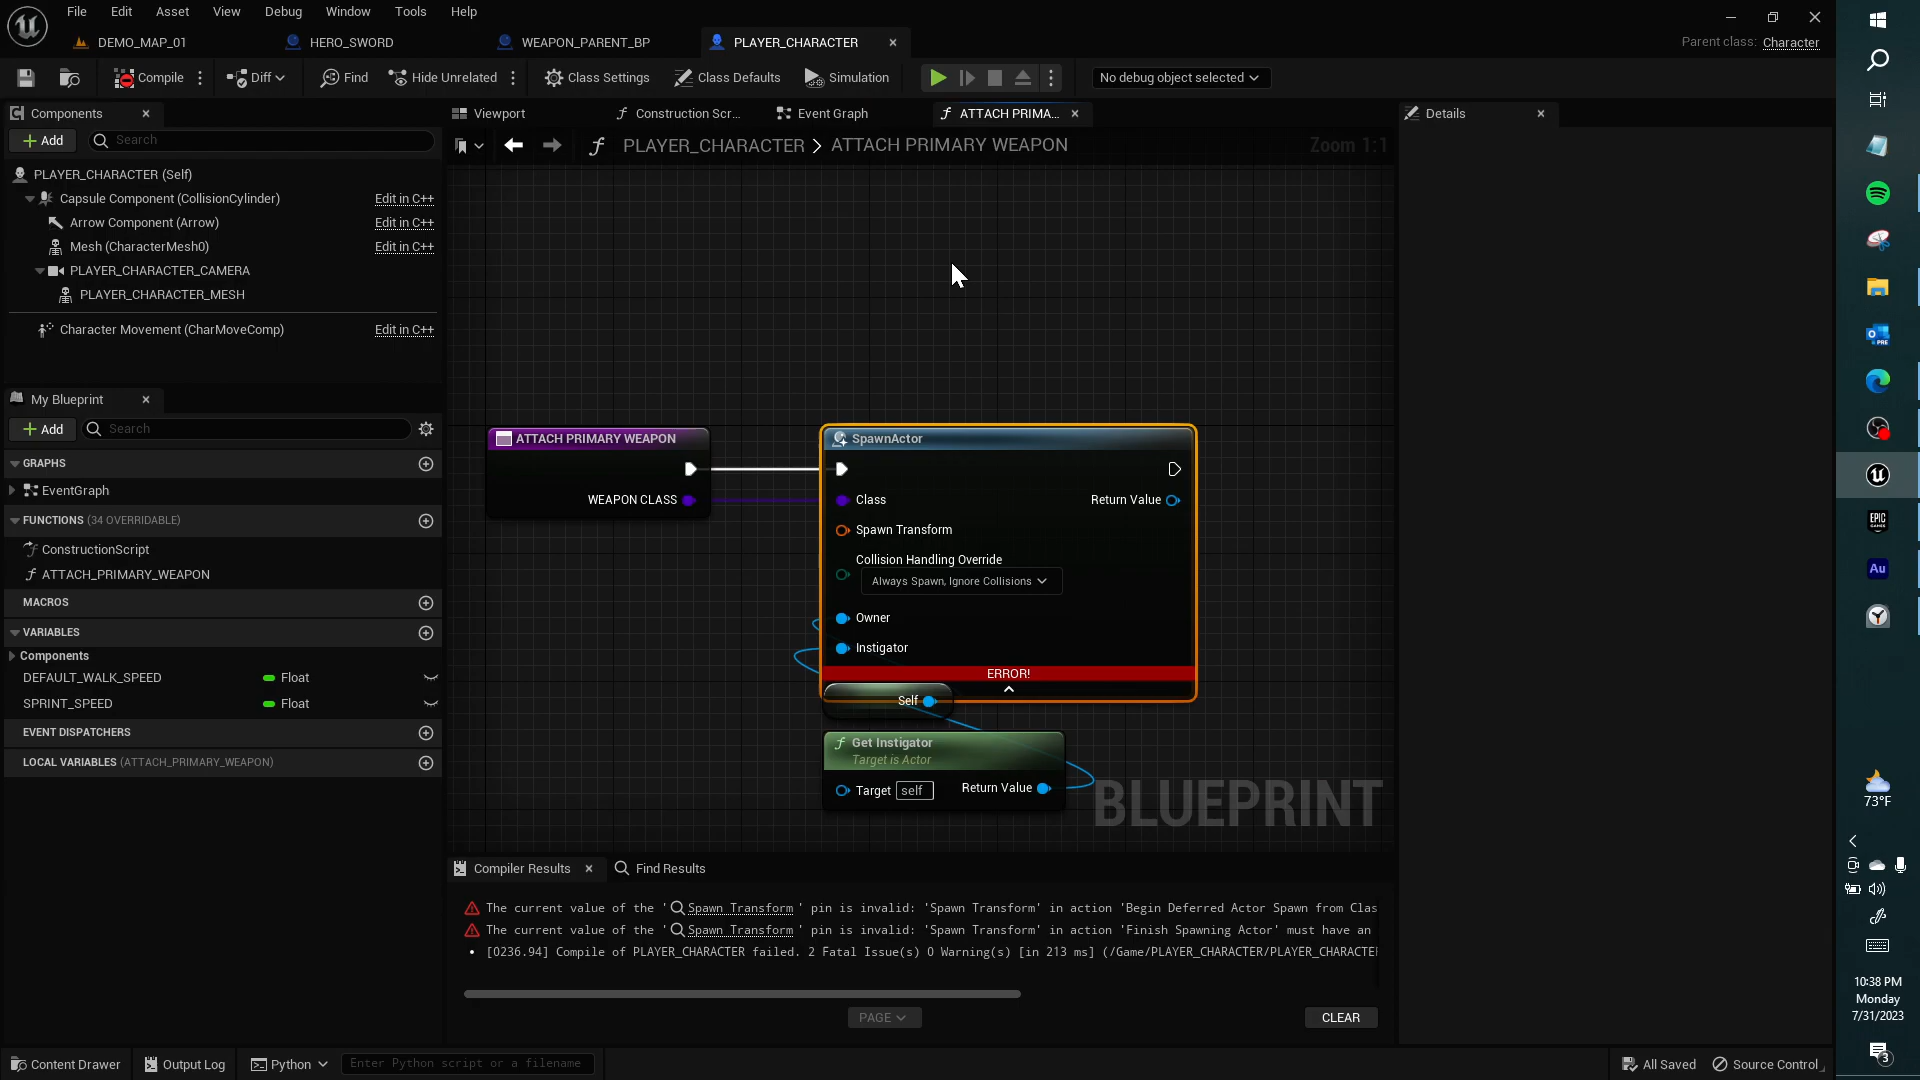 File Edit Asset View Debug Window Tools Help
DEMO_MAP_01 HERO_SWORD WEAPON_PARENT_BP PLAYER_CHARACTER
Parent class: Character
Compile Diff Find Hide Unrelated Class Settings Class Defaults Simulation No debug object selected
Components
Add Search
PLAYER_CHARACTER (Self)
Capsule Component (CollisionCylinder) Edit in C++
Arrow Component (Arrow) Edit in C++
Mesh (CharacterMesh0) Edit in C++
PLAYER_CHARACTER_CAMERA
PLAYER_CHARACTER_MESH
Character Movement (CharMoveComp) Edit in C++
My Blueprint
Add Search
GRAPHS
EventGraph
FUNCTIONS (34 OVERRIDABLE)
ConstructionScript
ATTACH_PRIMARY_WEAPON
MACROS
VARIABLES
Components
DEFAULT_WALK_SPEED Float
SPRINT_SPEED Float
EVENT DISPATCHERS
LOCAL VARIABLES (ATTACH_PRIMARY_WEAPON)
Viewport Construction Scr... Event Graph ATTACH PRIMA...
PLAYER_CHARACTER > ATTACH PRIMARY WEAPON Zoom 1:1
ATTACH PRIMARY WEAPON
WEAPON CLASS
SpawnActor
Class Return Value
Spawn Transform
Collision Handling Override
Always Spawn, Ignore Collisions
Owner
Instigator
ERROR!
Self
Get Instigator
Target is Actor
Target self Return Value
BLUEPRINT
Compiler Results Find Results
The current value of the ' Spawn Transform ' pin is invalid: 'Spawn Transform' in action 'Begin Deferred Actor Spawn from Clas
The current value of the ' Spawn Transform ' pin is invalid: 'Spawn Transform' in action 'Finish Spawning Actor' must have an
• [0236.94] Compile of PLAYER_CHARACTER failed. 2 Fatal Issue(s) 0 Warning(s) [in 213 ms] (/Game/PLAYER_CHARACTER/PLAYER_CHARACTER
PAGE CLEAR
Details
Content Drawer Output Log Python Enter Python script or a filename All Saved Source Control
PRE
EPIC GAMES
Au
73°F
10:38 PM
Monday
7/31/2023
3